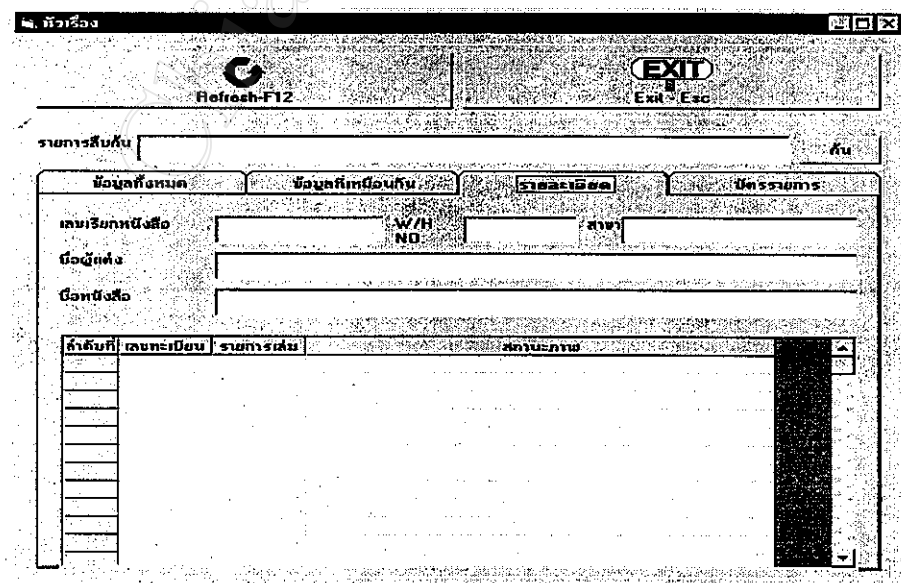 หัวเรื่อง
Refresh-F12
EXIT
Exit - Esc
รายการสืบค้น
ค้น
ข้อมูลทั้งหมด ข้อมูลที่เหมือนกัน รายละเอียด บัตรรายการ
เลขเรียกหนังสือ W/H NO. สาขา
ชื่อผู้แต่ง
ชื่อหนังสือ
ลำดับที่ เลขทะเบียน รายการเล่ม สถานะภาพ